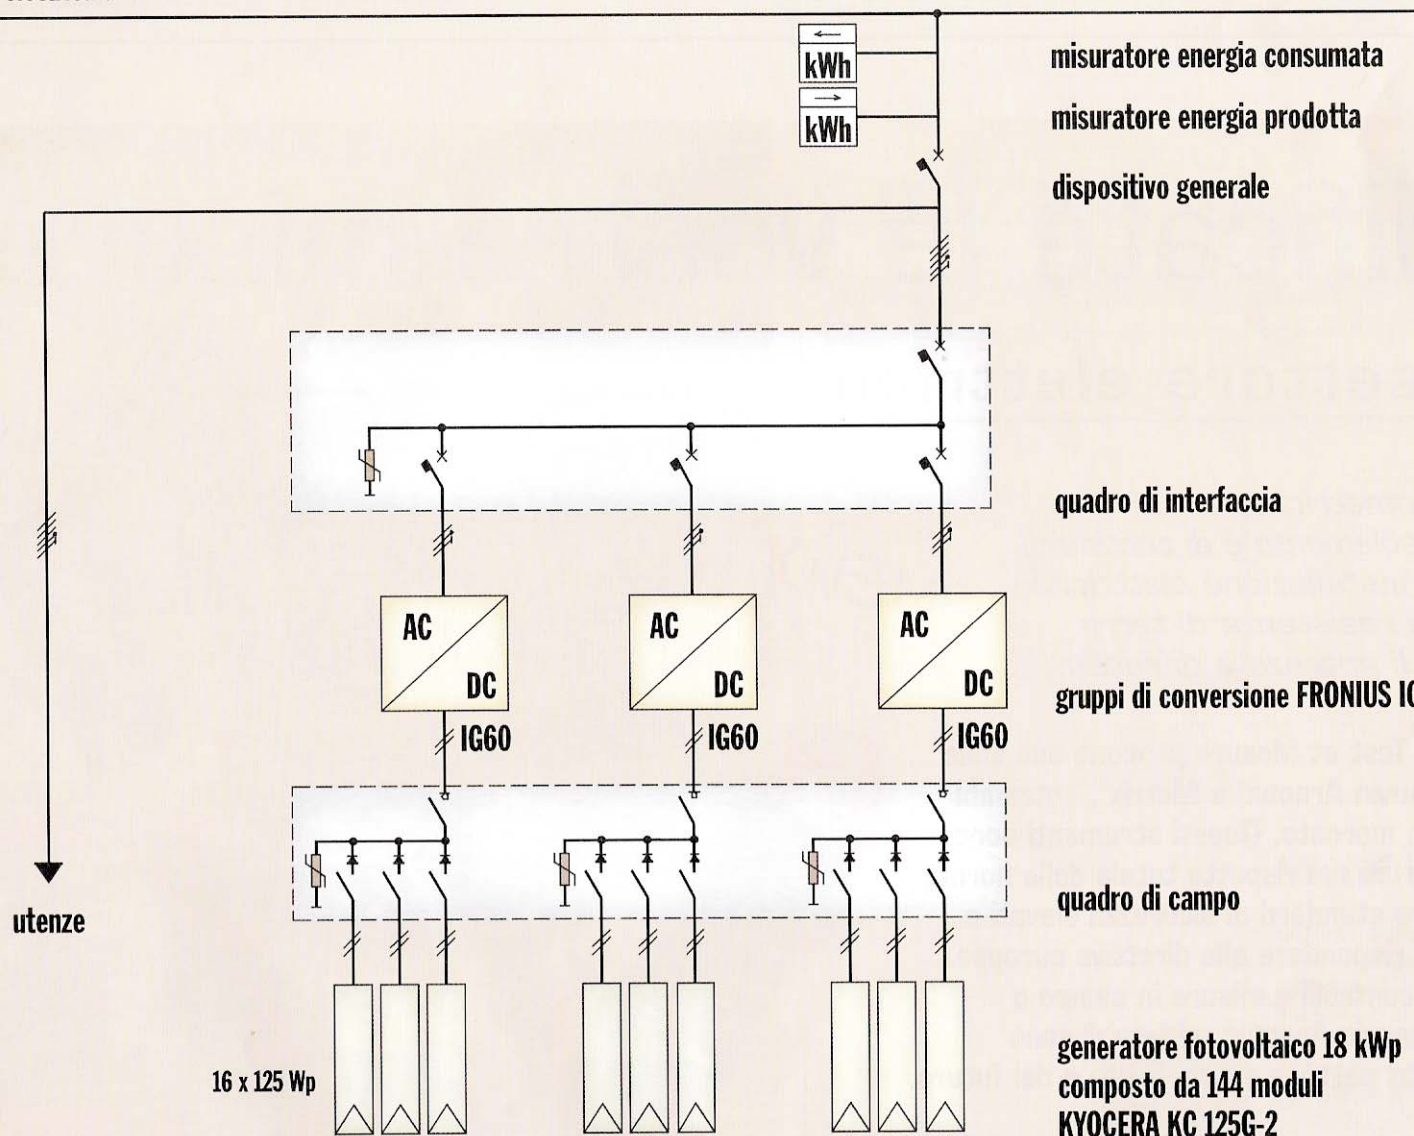 kWh
misuratore energia consumata
kWh
misuratore energia prodotta
dispositivo generale
quadro di interfaccia
AC
DC
AC
DC
AC
DC
gruppi di conversione FRONIUS
IG60
IG60
IG60
quadro di campo
utenze
16 x 125 Wp
generatore fotovoltaico 18 kWp
composto da 144 moduli
KYOCERA KC 125G-2